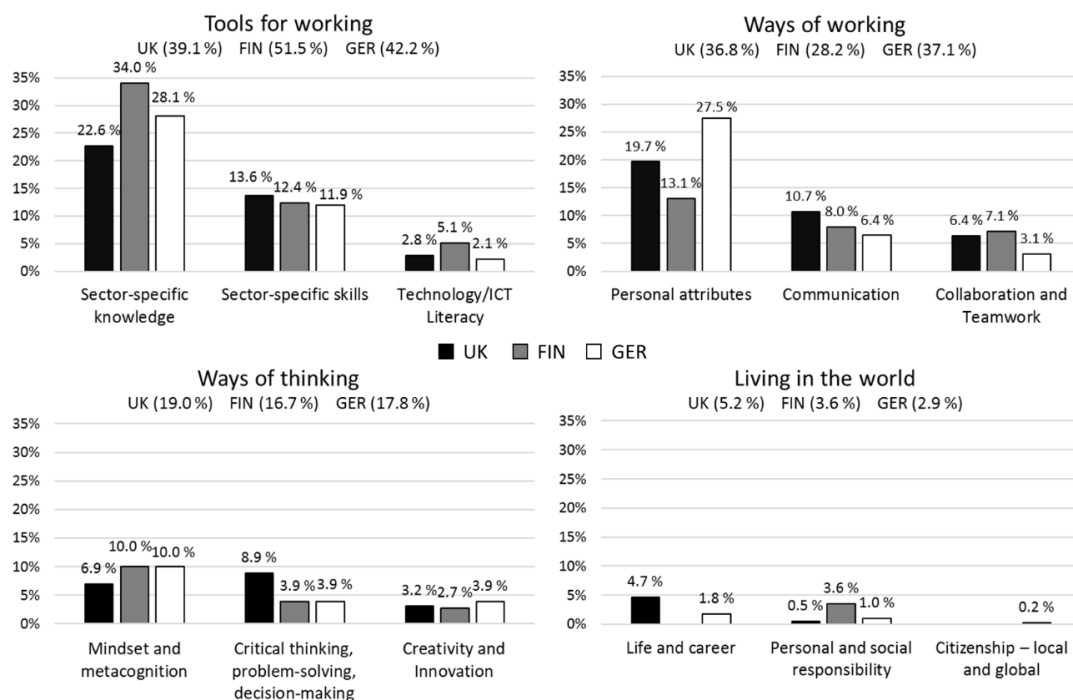 Tools for working
UK (39.1 %) FIN (51.5 %) GER (42.2 %)
34.0 %
35%
30%
28.1 %
25%
22.6 %
20%
15%
13.6 %
12.4 %
11.9 %
10%
5%
2.8 %
5.1 %
2.1 %
0%
Sector-specific
knowledge
Sector-specific skills
Technology/ICT
Literacy
Ways of working
UK (36.8 %) FIN (28.2 %) GER (37.1 %)
35%
30%
27.5 %
25%
20%
19.7 %
15%
13.1 %
10%
10.7 %
8.0 %
6.4 %
6.4 %
7.1 %
5%
3.1 %
0%
Personal attributes
Communication
Collaboration and
Teamwork
UK FIN GER
Ways of thinking
UK (19.0 %) FIN (16.7 %) GER (17.8 %)
35%
30%
25%
20%
15%
10%
6.9 %
10.0 %
10.0 %
8.9 %
5%
3.9 %
3.9 %
3.2 %
2.7 %
3.9 %
0%
Mindset and
metacognition
Critical thinking,
problem-solving,
decision-making
Creativity and
Innovation
Living in the world
UK (5.2 %) FIN (3.6 %) GER (2.9 %)
35%
30%
25%
20%
15%
10%
5%
4.7 %
1.8 %
0.5 %
3.6 %
1.0 %
0.2 %
0%
Life and career
Personal and social
responsibility
Citizenship – local
and global